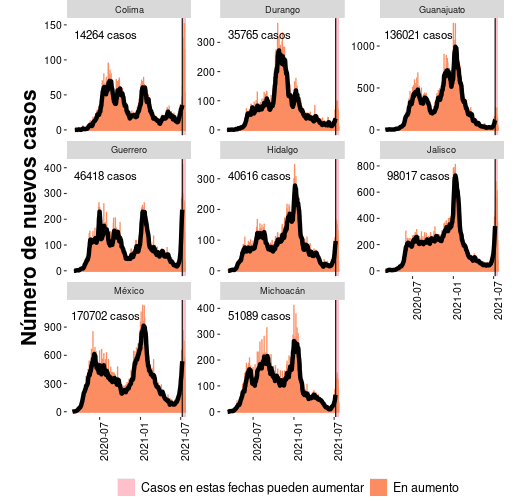 Número de nuevos casos
Colima
14264 casos
150
100
50
0
Durango
35765 casos
300
200
100
0
Guanajuato
136021 casos
1000
500
0
Guerrero
46418 casos
400
300
200
100
0
Hidalgo
40616 casos
300
200
100
0
Jalisco
98017 casos
800
600
400
200
0
México
170702 casos
900
600
300
0
Michoacán
51089 casos
400
300
200
100
0
2020-07
2021-01
2021-07
2020-07
2021-01
2021-07
2020-07
2021-01
2021-07
Casos en estas fechas pueden aumentar
En aumento